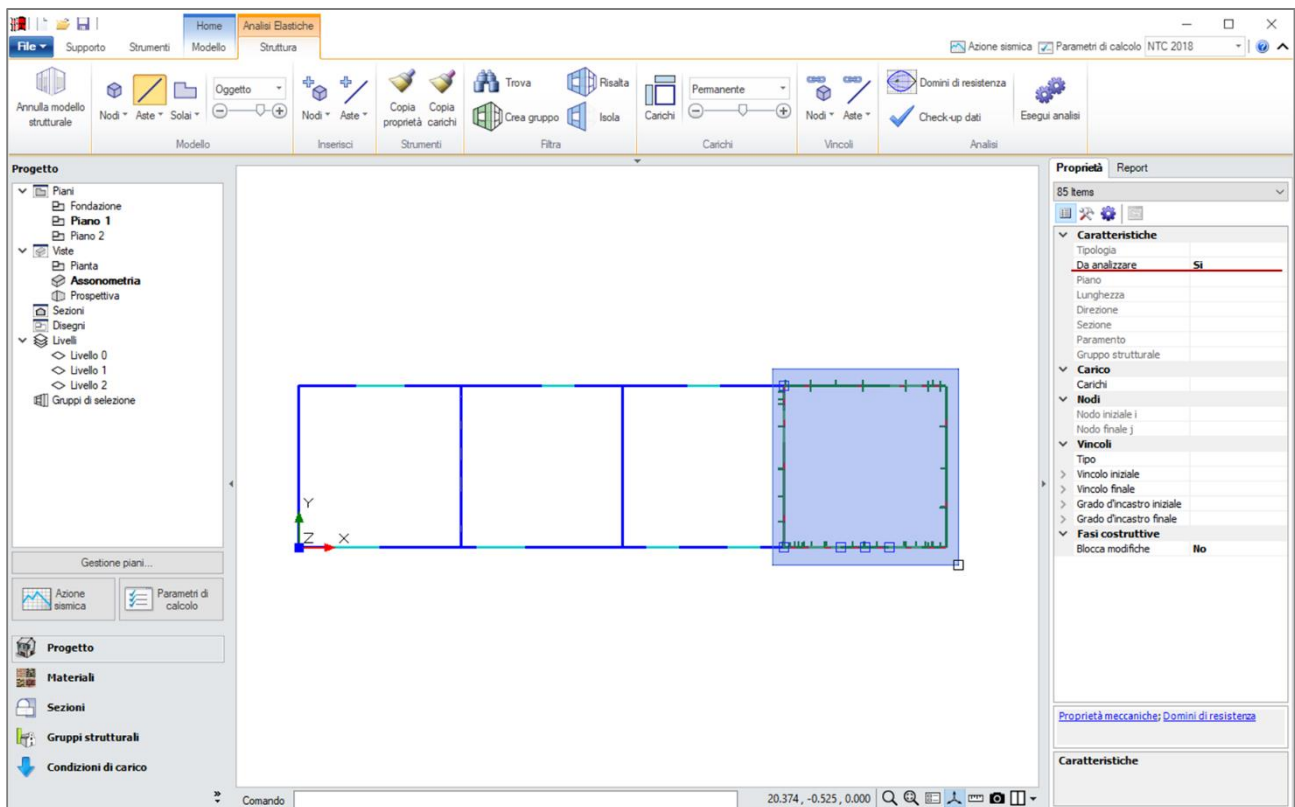 Home
Analisi Elastiche
File
Supporto
Strumenti
Modello
Struttura
Azione sismica
Parametri di calcolo
NTC 2018
Annulla modello
strutturale
Nodi
Aste
Solai
Oggetto
Modello
Nodi
Aste
Inserisci
Copia
proprietà
Copia
carichi
Strumenti
Trova
Crea gruppo
Risalta
Isola
Filtra
Carichi
Permanente
Carichi
Nodi
Aste
Vincoli
Domini di resistenza
Check-up dati
Esegui analisi
Analisi
Progetto
Piani
Fondazione
Piano 1
Piano 2
Viste
Pianta
Assonometria
Prospettiva
Sezioni
Disegni
Livelli
Livello 0
Livello 1
Livello 2
Gruppi di selezione
Gestione piani...
Azione
sismica
Parametri di
calcolo
Progetto
Materiali
Sezioni
Gruppi strutturali
Condizioni di carico
Y
Z X
Comando
20.374 , -0.525 , 0.000
Proprietà Report
85 Items
Caratteristiche
Tipologia
Da analizzare Si
Piano
Lunghezza
Direzione
Sezione
Paramento
Gruppo strutturale
Carico
Carichi
Nodi
Nodo iniziale i
Nodo finale j
Vincoli
Tipo
Vincolo iniziale
Vincolo finale
Grado d'incastro iniziale
Grado d'incastro finale
Fasi costruttive
Blocca modifiche No
Proprietà meccaniche; Domini di resistenza
Caratteristiche